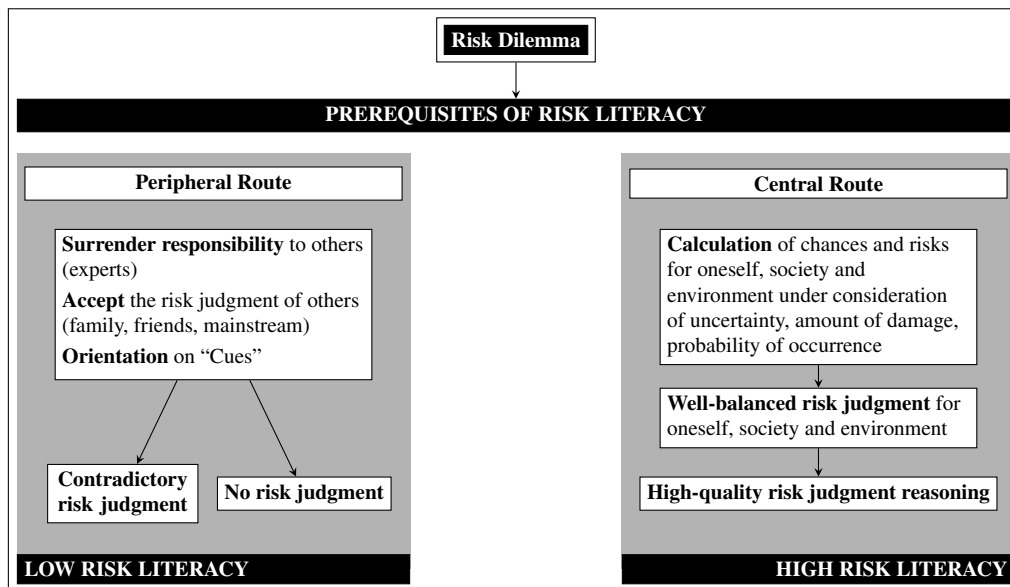 Risk Dilemma
PREREQUISITES OF RISK LITERACY
Peripheral Route
Surrender responsibility to others
(experts)
Accept the risk judgment of others
(family, friends, mainstream)
Orientation on “Cues”
Contradictory
risk judgment
No risk judgment
LOW RISK LITERACY
Central Route
Calculation of chances and risks
for oneself, society and
environment under consideration
of uncertainty, amount of damage,
probability of occurrence
Well-balanced risk judgment for
oneself, society and environment
High-quality risk judgment reasoning
HIGH RISK LITERACY